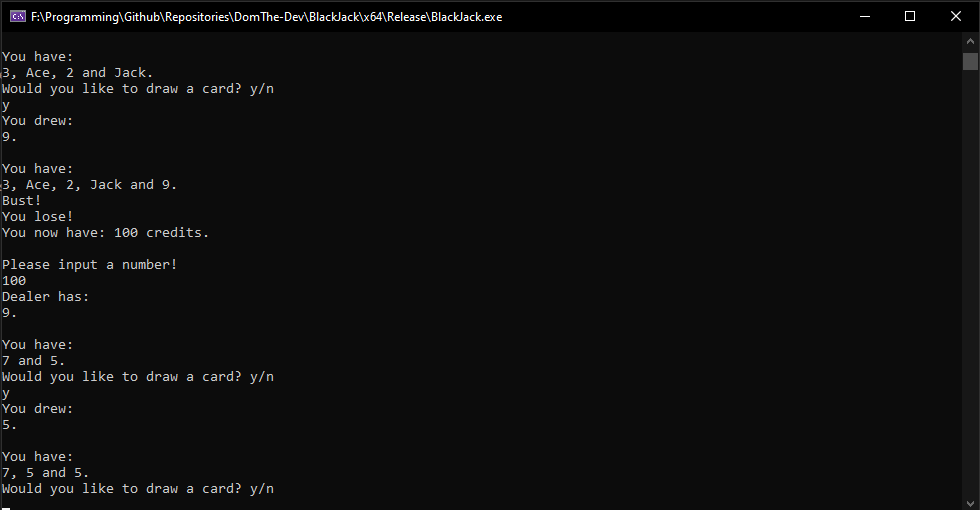 F:\Programming\Github\Repositories\DomThe-Dev\BlackJack\x64\Release\BlackJack.exe
You have:
3, Ace, 2 and Jack.
Would you like to draw a card? y/n
y
You drew:
9.
You have:
3, Ace, 2, Jack and 9.
Bust!
You lose!
You now have: 100 credits.
Please input a number!
100
Dealer has:
9.
You have:
7 and 5.
Would you like to draw a card? y/n
y
You drew:
5.
You have:
7, 5 and 5.
Would you like to draw a card? y/n